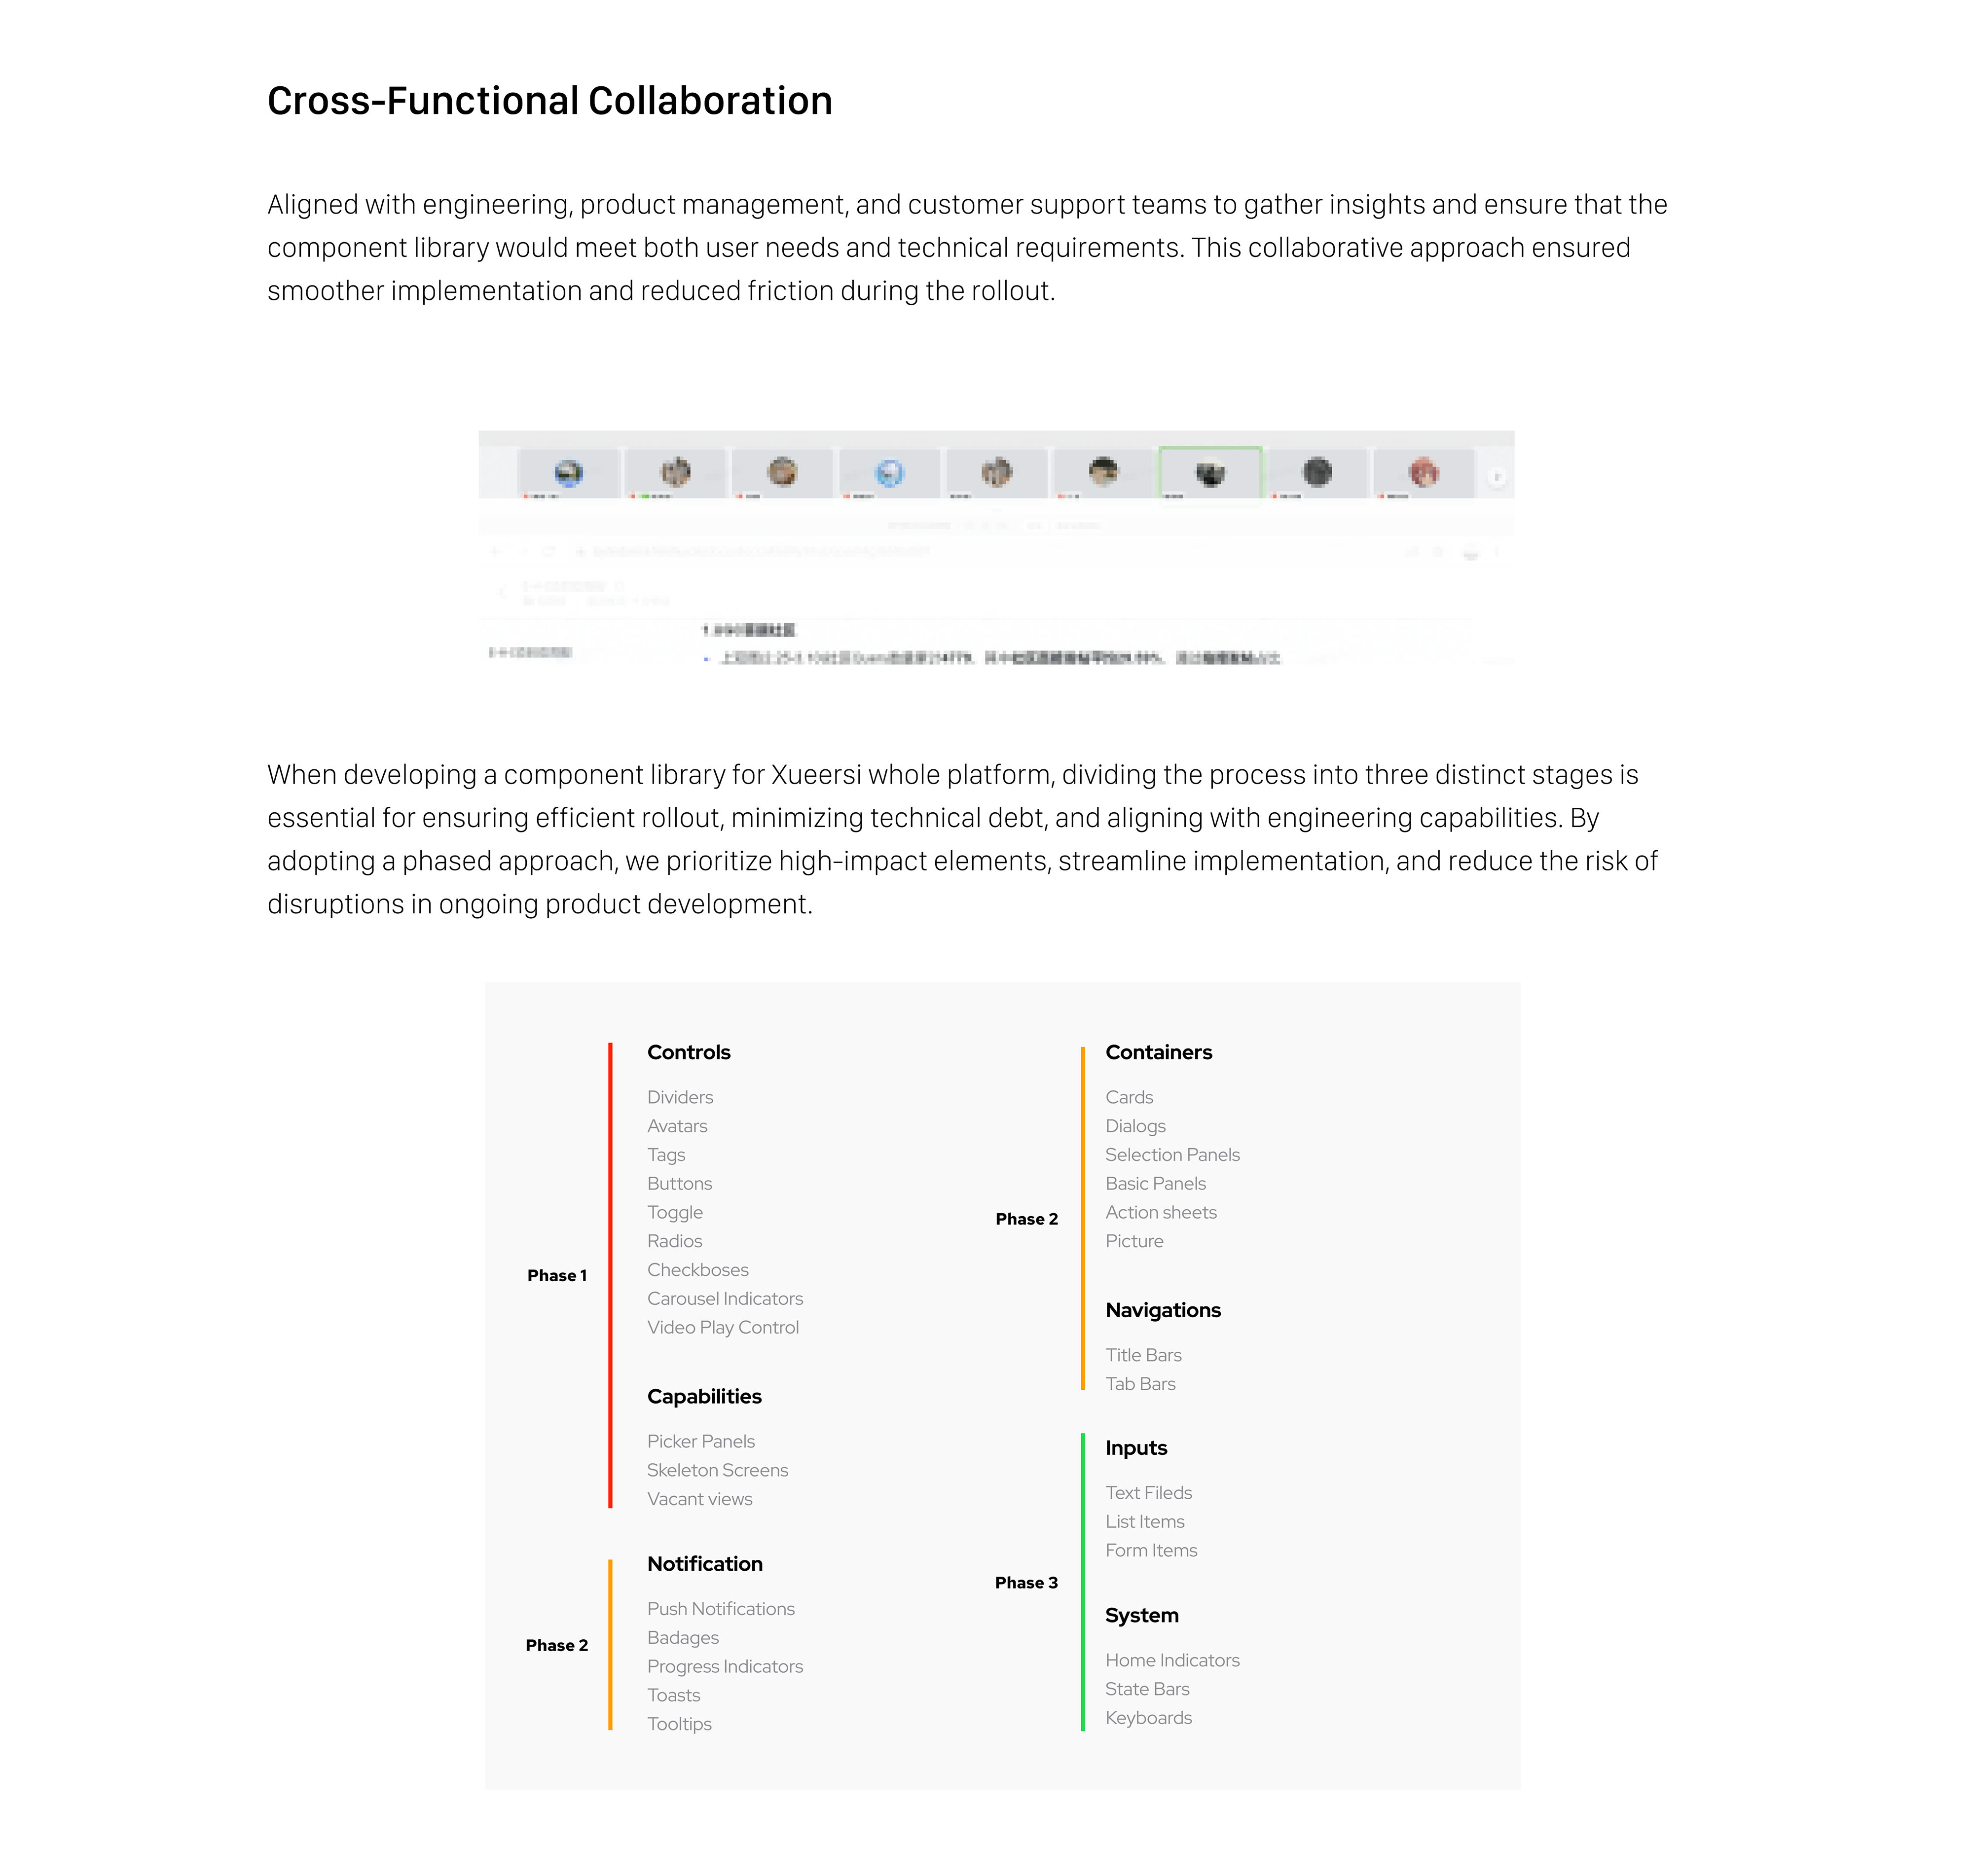 Cross-Functional Collaboration
Aligned with engineering, product management, and customer support teams to gather insights and ensure that the
component library would meet both user needs and technical requirements. This collaborative approach ensured
smoother implementation and reduced friction during the rollout.
When developing a component library for Xueersi whole platform, dividing the process into three distinct stages is
essential for ensuring efficient rollout, minimizing technical debt, and aligning with engineering capabilities. By
adopting a phased approach, we prioritize high-impact elements, streamline implementation, and reduce the risk of
disruptions in ongoing product development.
Phase 1
Controls
Dividers
Avatars
Tags
Buttons
Toggle
Radios
Checkboses
Carousel Indicators
Video Play Control
Capabilities
Picker Panels
Skeleton Screens
Vacant views
Phase 2
Notification
Push Notifications
Badages
Progress Indicators
Toasts
Tooltips
Phase 2
Containers
Cards
Dialogs
Selection Panels
Basic Panels
Action sheets
Picture
Navigations
Title Bars
Tab Bars
Phase 3
Inputs
Text Fileds
List Items
Form Items
System
Home Indicators
State Bars
Keyboards